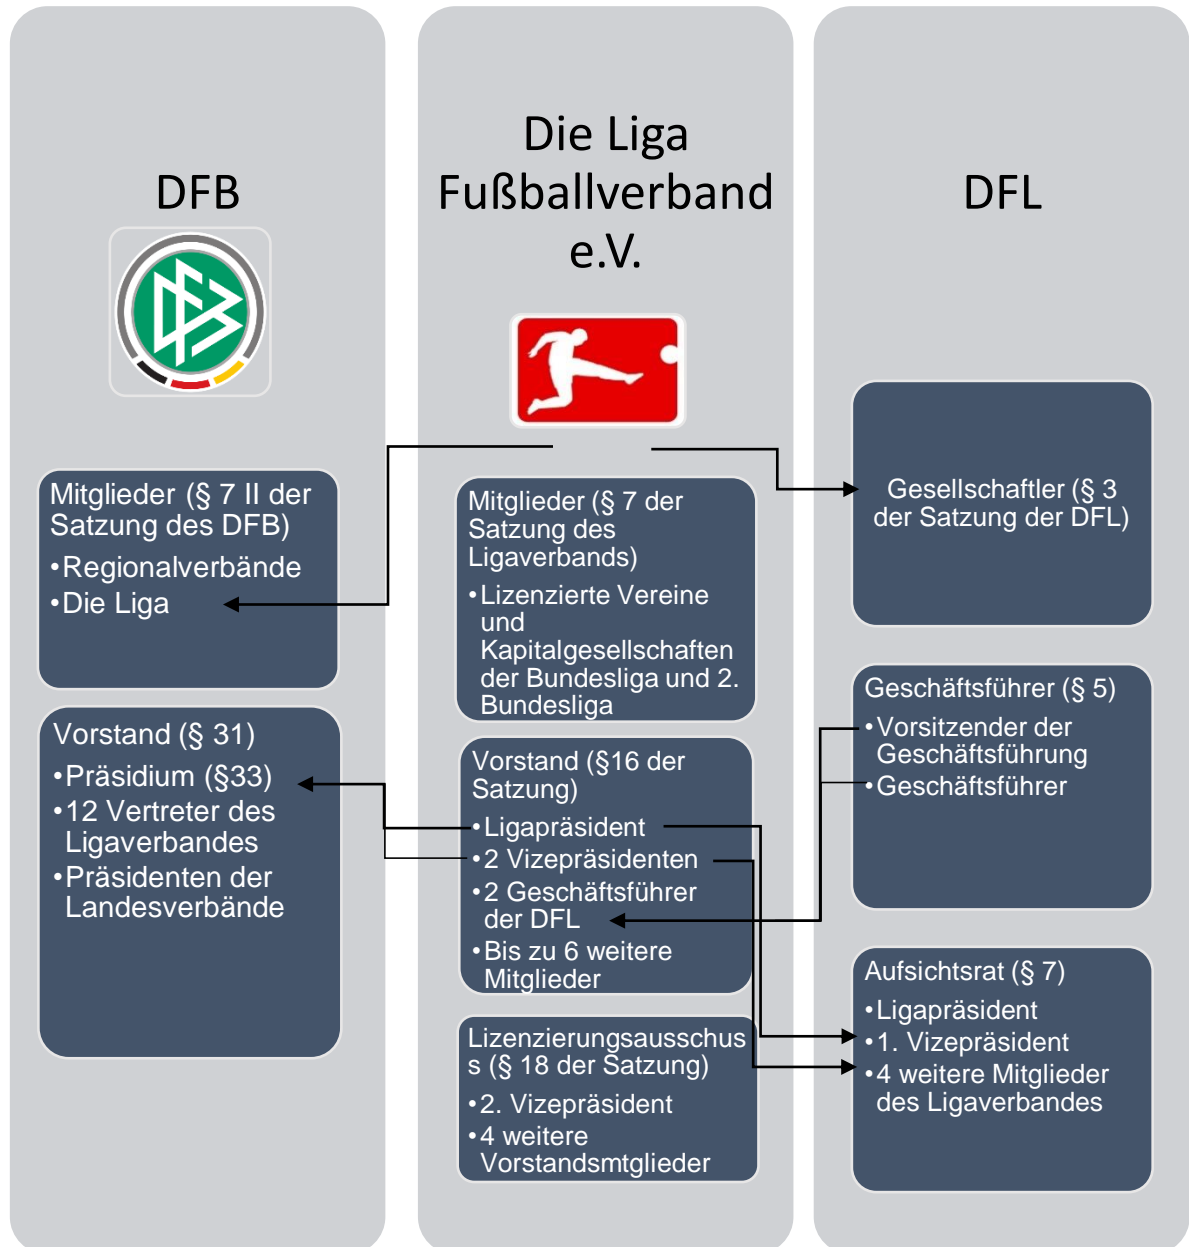 DFB
Mitglieder (§ 7 II der
Satzung des DFB)
•Regionalverbände
•Die Liga
Vorstand (§ 31)
•Präsidium (§33)
•12 Vertreter des
Ligaverbandes
•Präsidenten der
Landesverbände
Die Liga
Fußballverband
e.V.
Mitglieder (§ 7 der
Satzung des
Ligaverbands)
•Lizenzierte Vereine
und
Kapitalgesellschaften
der Bundesliga und 2.
Bundesliga
Vorstand (§16 der
Satzung)
•Ligapräsident
•2 Vizepräsidenten
•2 Geschäftsführer
der DFL
•Bis zu 6 weitere
Mitglieder
Lizenzierungsausschus
s (§ 18 der Satzung)
•2. Vizepräsident
•4 weitere
Vorstandsmtglieder
DFL
Gesellschaftler (§ 3
der Satzung der DFL)
Geschäftsführer (§ 5)
•Vorsitzender der
Geschäftsführung
•Geschäftsführer
Aufsichtsrat (§ 7)
•Ligapräsident
•1. Vizepräsident
•4 weitere Mitglieder
des Ligaverbandes